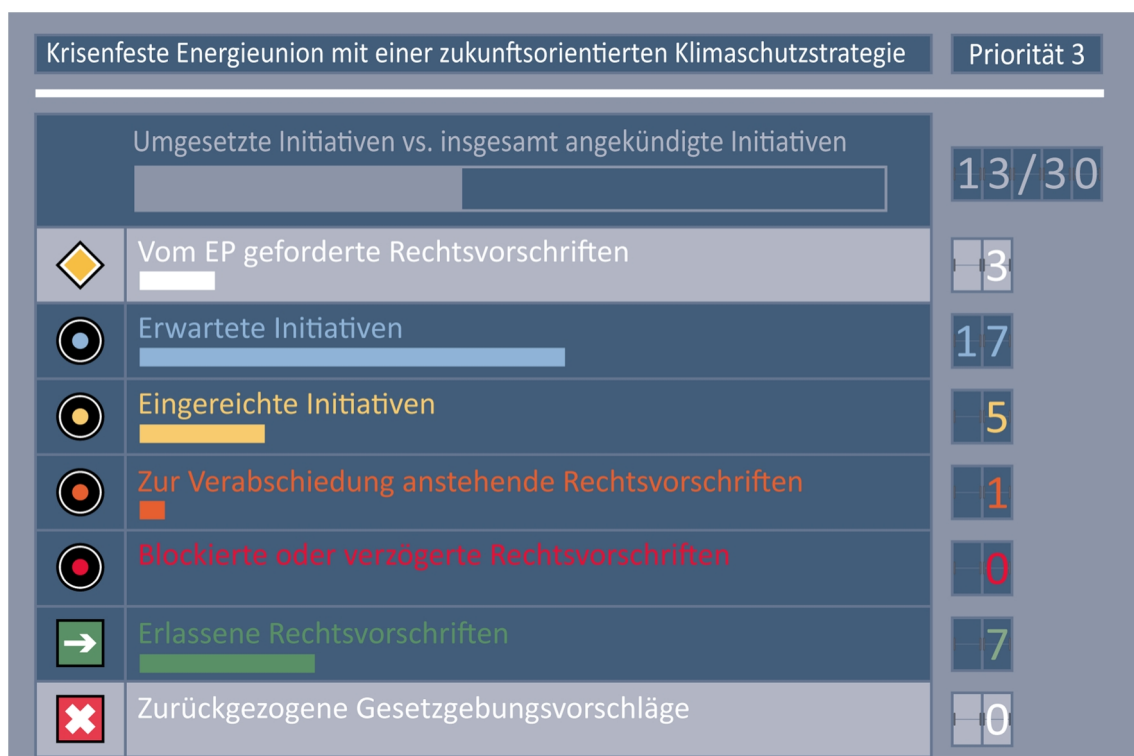 Krisenfeste Energieunion mit einer zukunftsorientierten Klimaschutzstrategie
Priorität 3
Umgesetzte Initiativen vs. insgesamt angekündigte Initiativen
13/30
Vom EP geforderte Rechtsvorschriften
3
Erwartete Initiativen
17
Eingereichte Initiativen
5
Zur Verabschiedung anstehende Rechtsvorschriften
1
Blockierte oder verzögerte Rechtsvorschriften
0
Erlassene Rechtsvorschriften
7
Zurückgezogene Gesetzgebungsvorschläge
0